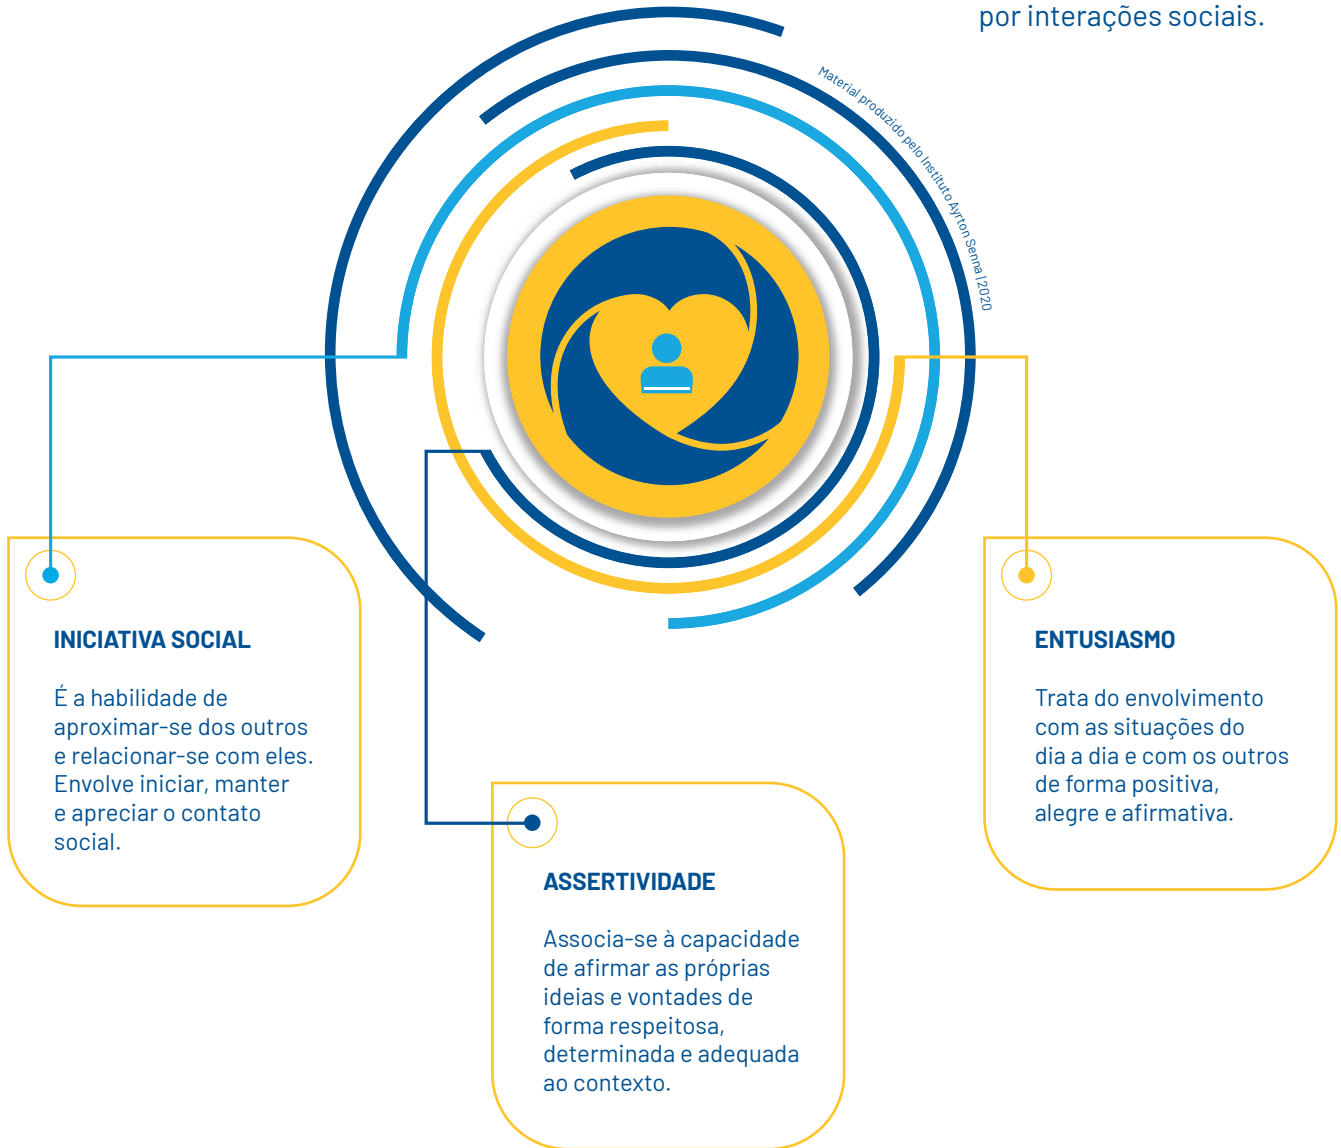 por interações sociais.
Material produzido pelo Instituto Ayrton Senna | 2020
INICIATIVA SOCIAL
É a habilidade de
aproximar-se dos outros
e relacionar-se com eles.
Envolve iniciar, manter
e apreciar o contato
social.
ASSERTIVIDADE
Associa-se à capacidade
de afirmar as próprias
ideias e vontades de
forma respeitosa,
determinada e adequada
ao contexto.
ENTUSIASMO
Trata do envolvimento
com as situações do
dia a dia e com os outros
de forma positiva,
alegre e afirmativa.